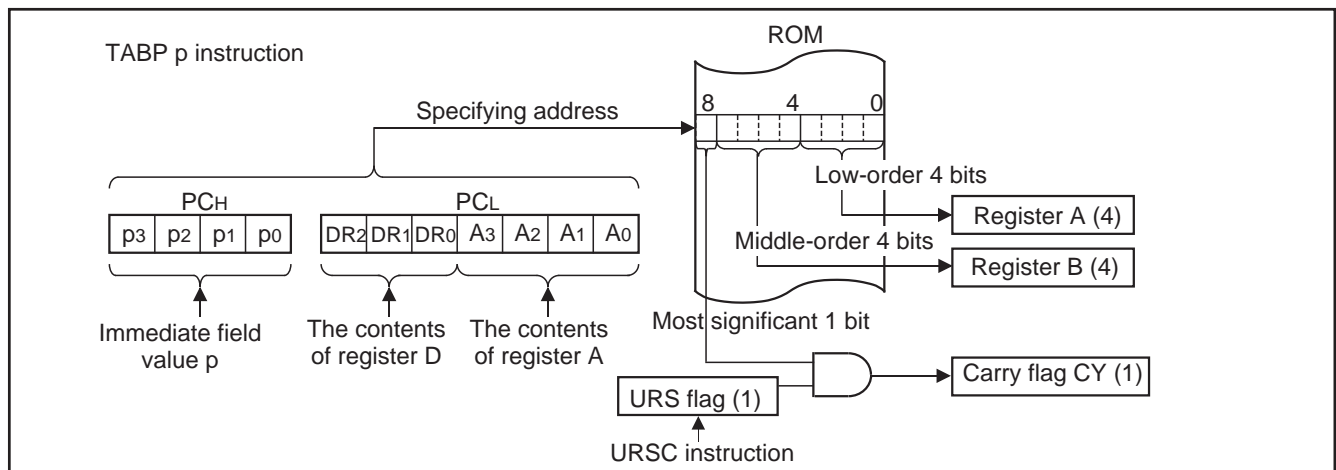 ROM
TABP p instruction
8 4 0
Specifying address
Low-order 4 bits
PCH PCL
p3 p2 p1 p0 DR2 DR1 DR0 A3 A2 A1 A0
Register A (4)
Middle-order 4 bits
Register B (4)
Immediate field
value p
The contents
of register D
The contents
of register A
Most significant 1 bit
Carry flag CY (1)
URS flag (1)
URSC instruction